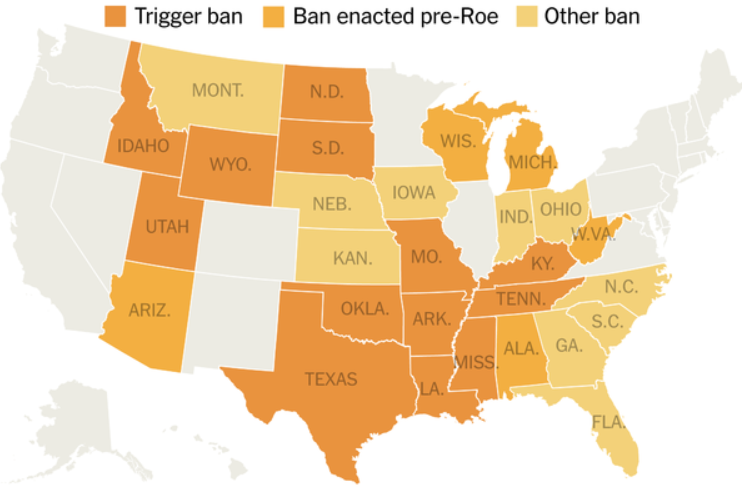 Trigger ban Ban enacted pre-Roe Other ban
MONT. N.D.
IDAHO WYO. S.D. WIS. MICH.
NEB. IOWA IND. OHIO
UTAH KAN. MO. KY. W.VA.
ARIZ. OKLA. ARK. TENN. N.C.
S.C.
TEXAS LA. MISS. ALA. GA.
FLA.